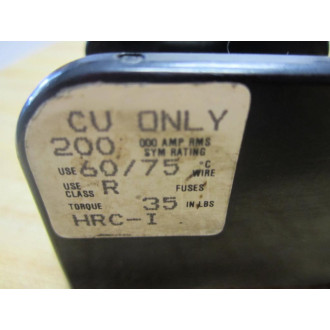 CU ONLY
200,000 AMP RMS SYM RATING
USE 60/75 °C WIRE
USE CLASS R FUSES
TORQUE 35 IN LBS
HRC-I